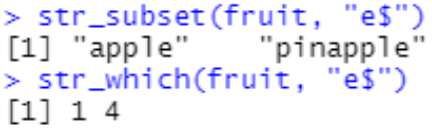 > str_subset(fruit, "e$")
[1] "apple"    "pinapple"
> str_which(fruit, "e$")
[1] 1 4